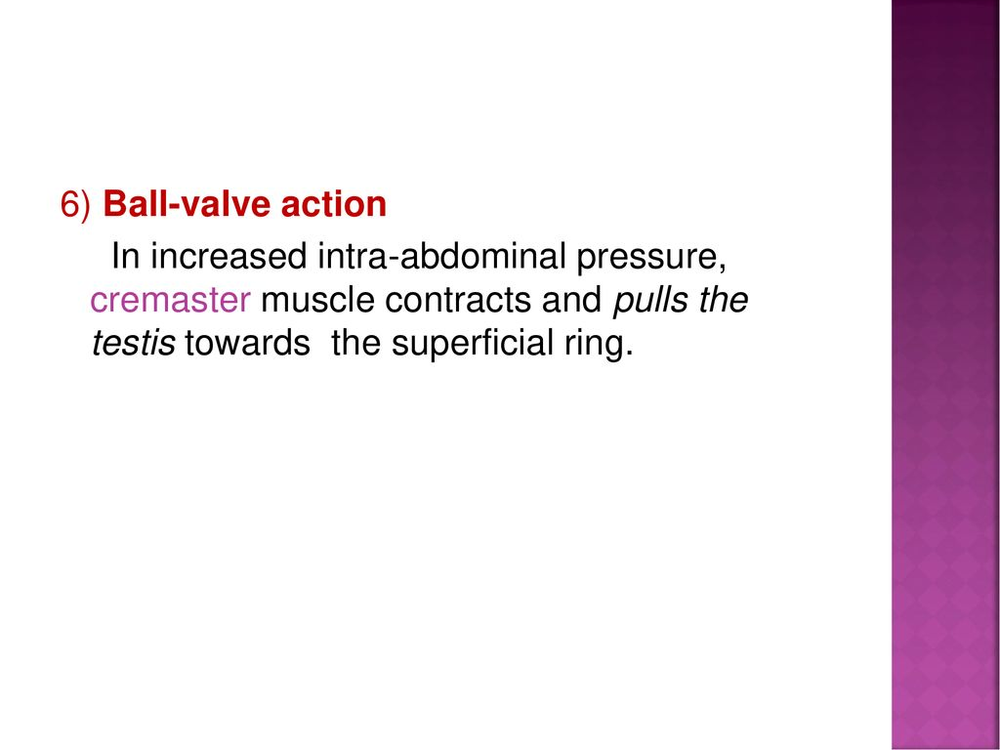 6) Ball-valve action
In increased intra-abdominal pressure,
cremaster muscle contracts and pulls the
testis towards  the superficial ring.